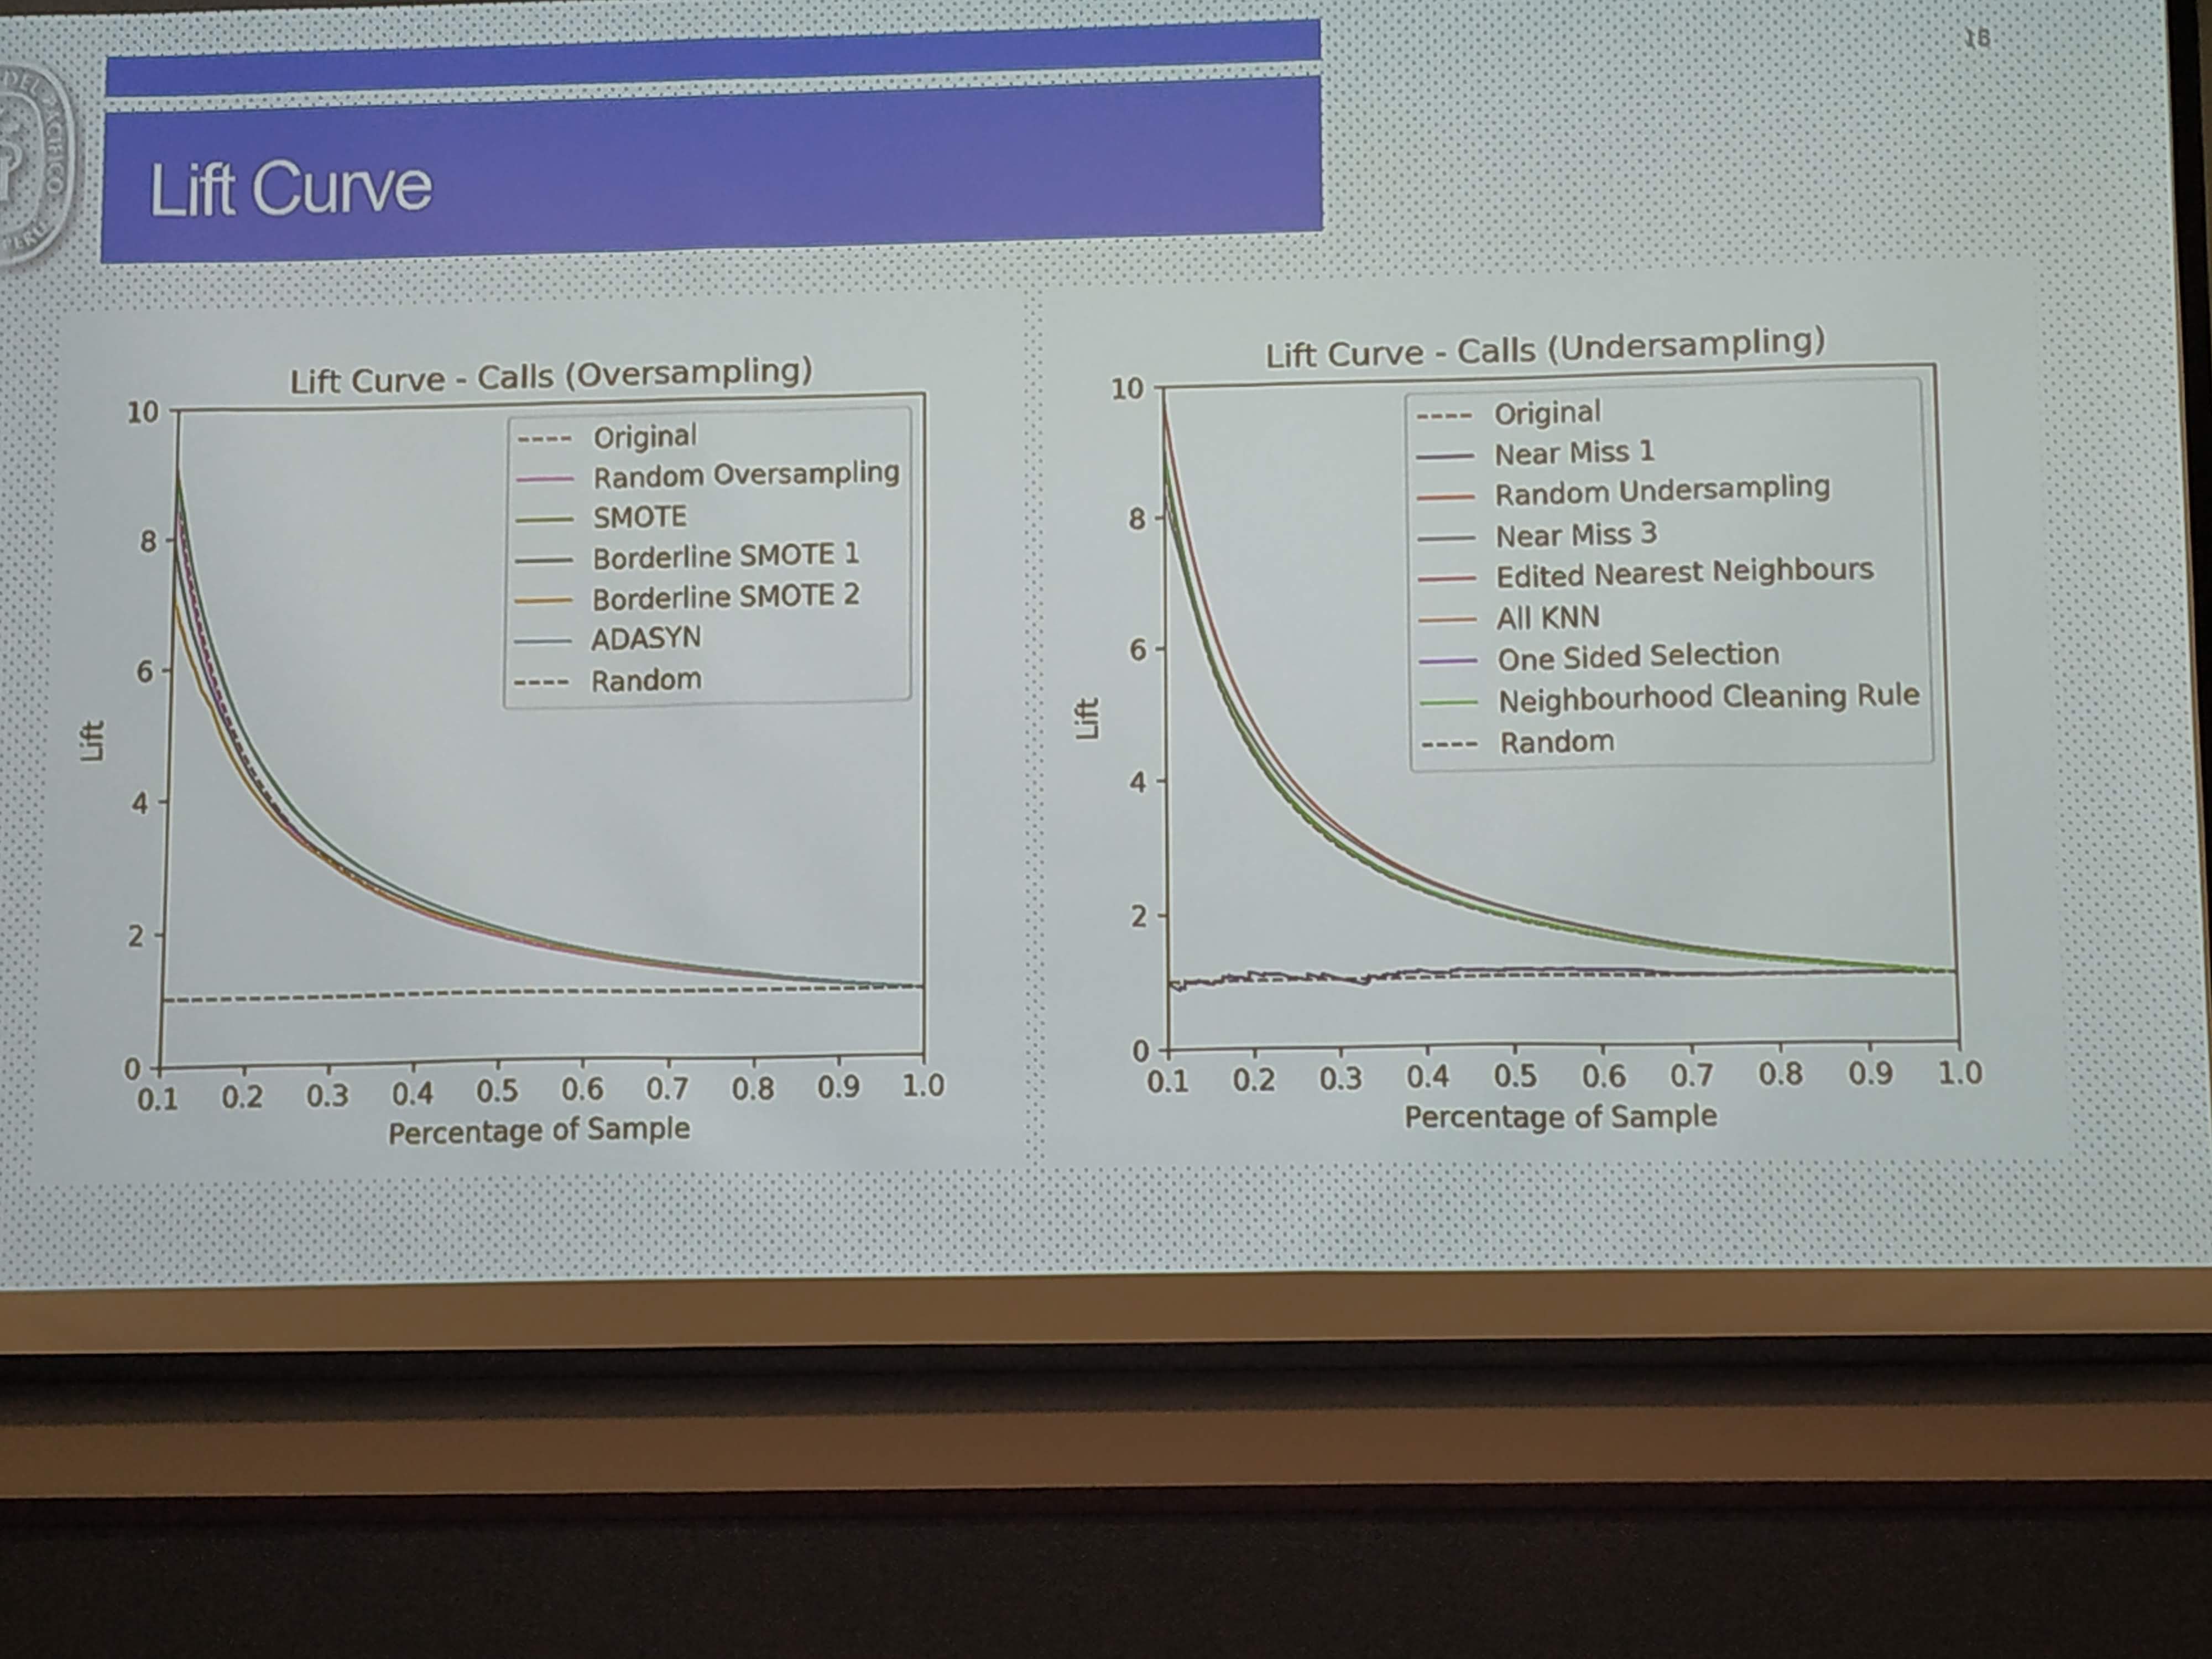 18
DEL PACIFICO
PERU
Lift Curve
Lift Curve - Calls (Oversampling)
10
8
6
4
2
0
Lift
Original
Random Oversampling
SMOTE
Borderline SMOTE 1
Borderline SMOTE 2
ADASYN
Random
0.1 0.2 0.3 0.4 0.5 0.6 0.7 0.8 0.9 1.0
Percentage of Sample
Lift Curve - Calls (Undersampling)
10
8
6
4
2
0
Lift
Original
Near Miss 1
Random Undersampling
Near Miss 3
Edited Nearest Neighbours
All KNN
One Sided Selection
Neighbourhood Cleaning Rule
Random
0.1 0.2 0.3 0.4 0.5 0.6 0.7 0.8 0.9 1.0
Percentage of Sample